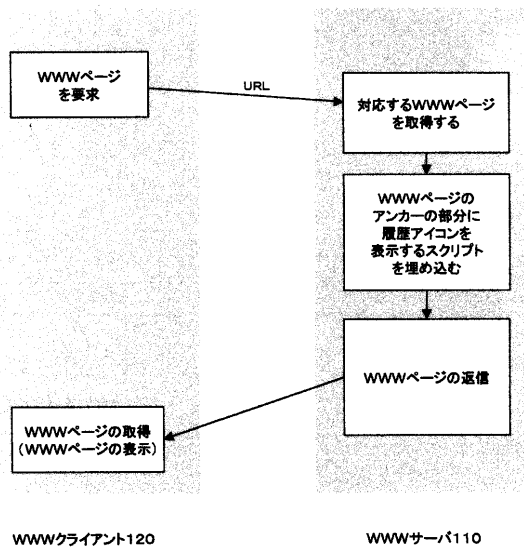 WWWページ
を要求
URL
対応するWWWページ
を取得する
WWWページの
アンカーの部分に
履歴アイコンを
表示するスクリプト
を埋め込む
WWWページの返信
WWWページの取得
(WWWページの表示)
WWWクライアント120
WWWサーバ110